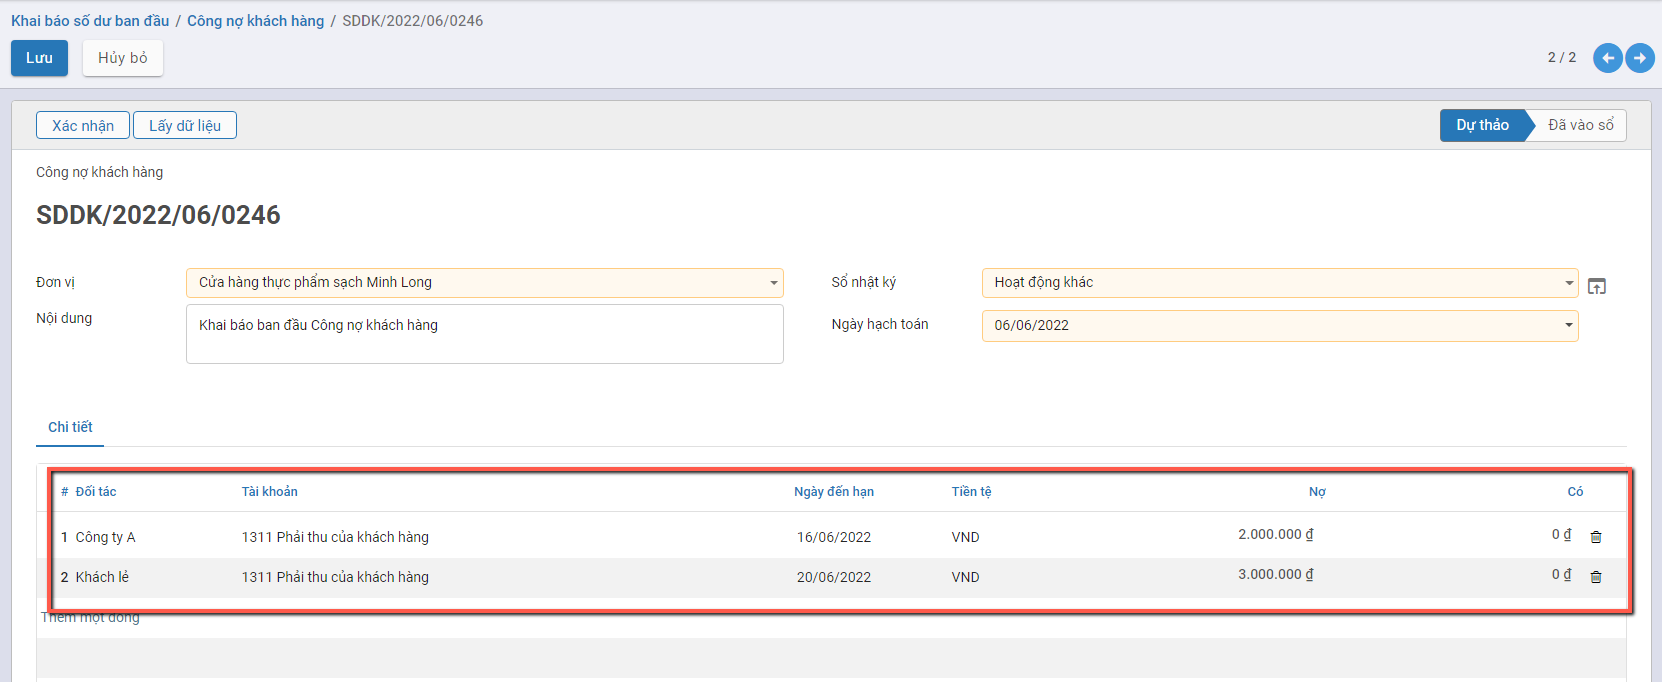 Khai báo số dư ban đầu / Công nợ khách hàng / SDDK/2022/06/0246
Lưu Hủy bỏ 2 / 2
Xác nhận Lấy dữ liệu Dự thảo Đã vào sổ
Công nợ khách hàng
SDDK/2022/06/0246
Đơn vị Cửa hàng thực phẩm sạch Minh Long Sổ nhật ký Hoạt động khác
Nội dung Khai báo ban đầu Công nợ khách hàng Ngày hạch toán 06/06/2022
Chi tiết
# Đối tác Tài khoản Ngày đến hạn Tiền tệ Nợ Có
1 Công ty A 1311 Phải thu của khách hàng 16/06/2022 VND 2.000.000 ₫ 0 ₫
2 Khách lẻ 1311 Phải thu của khách hàng 20/06/2022 VND 3.000.000 ₫ 0 ₫
Thêm một dòng